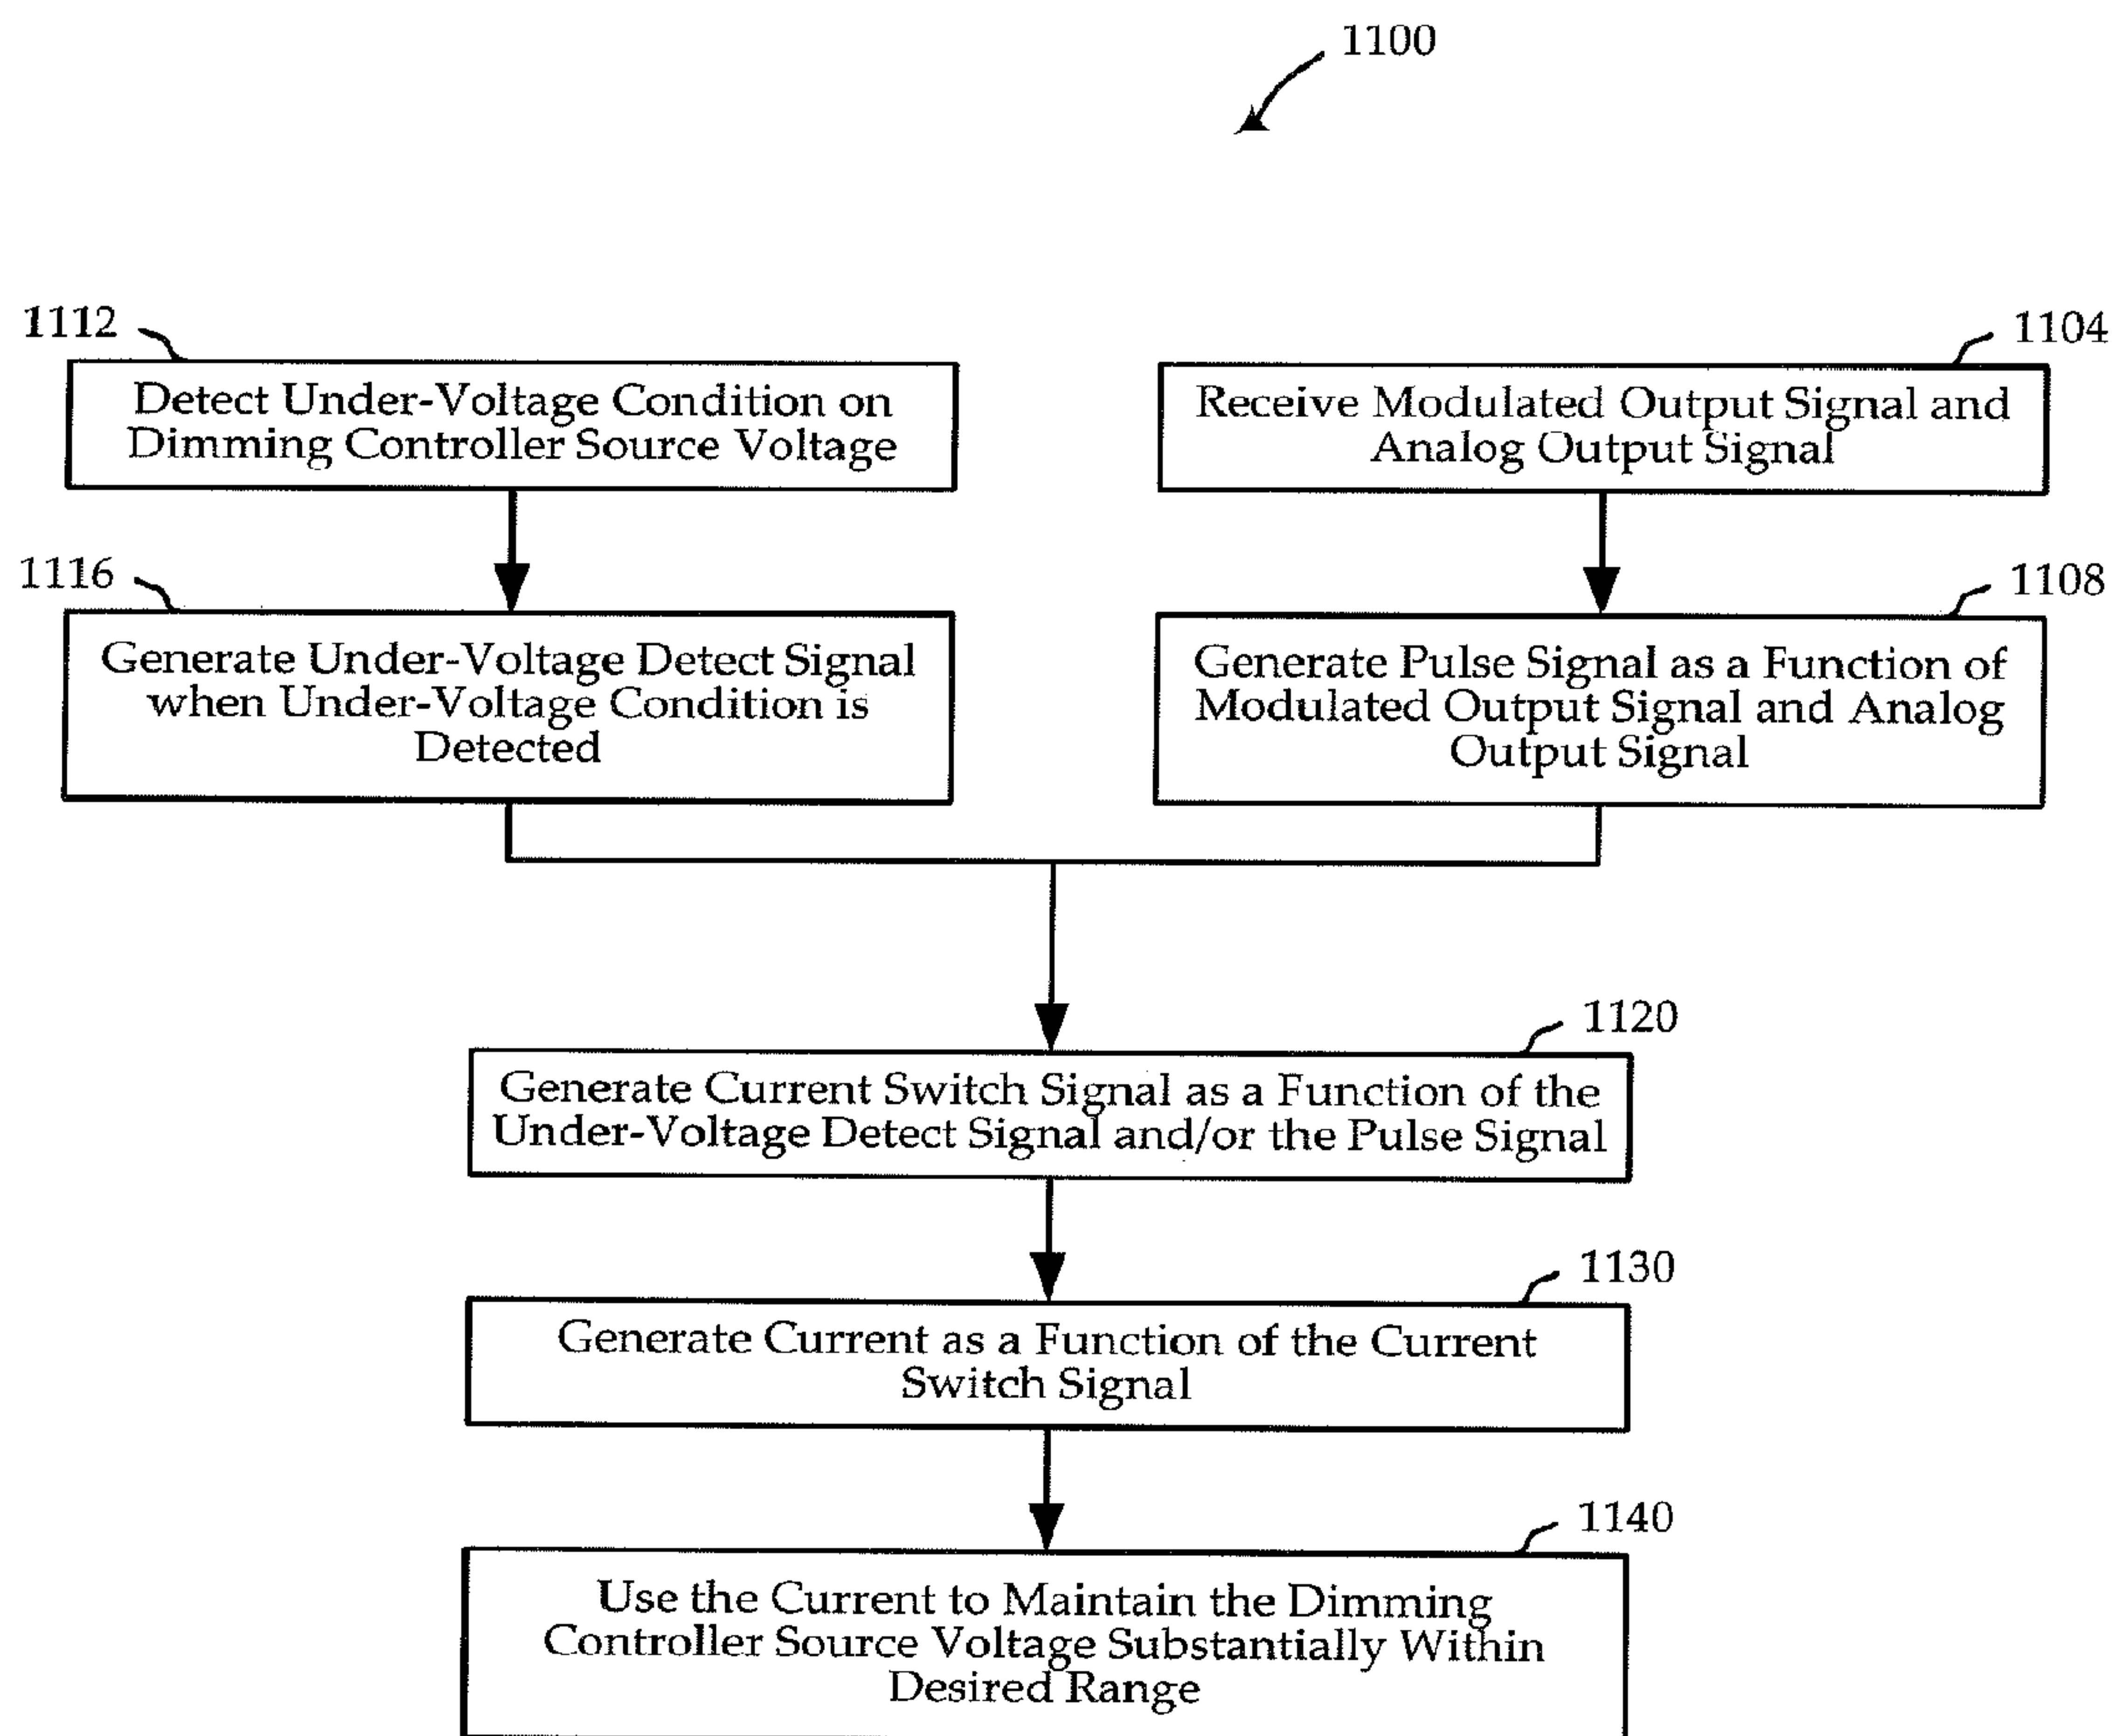 1100
1112
Detect Under-Voltage Condition on
Dimming Controller Source Voltage
1104
Receive Modulated Output Signal and
Analog Output Signal
1116
Generate Under-Voltage Detect Signal
when Under-Voltage Condition is
Detected
1108
Generate Pulse Signal as a Function of
Modulated Output Signal and Analog
Output Signal
1120
Generate Current Switch Signal as a Function of the
Under-Voltage Detect Signal and/or the Pulse Signal
1130
Generate Current as a Function of the Current
Switch Signal
1140
Use the Current to Maintain the Dimming
Controller Source Voltage Substantially Within
Desired Range